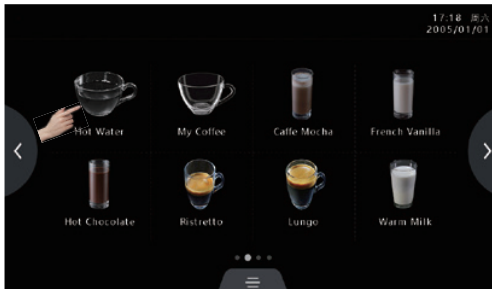 17:18 周六
2005/01/01
Hot Water
My Coffee
Caffe Mocha
French Vanilla
Hot Chocolate
Ristretto
Lungo
Warm Milk